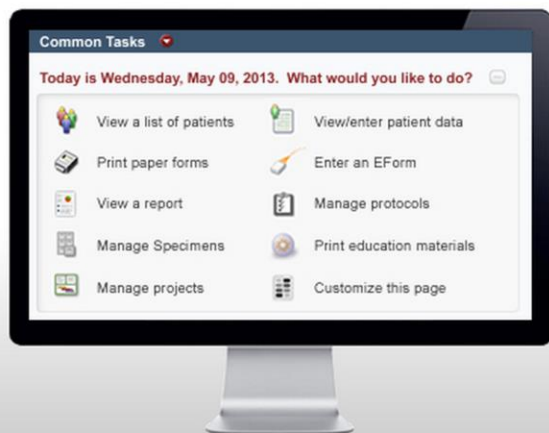 Common Tasks
Today is Wednesday, May 09, 2013. What would you like to do?
View a list of patients
View/enter patient data
Print paper forms
Enter an EForm
View a report
Manage protocols
Manage Specimens
Print education materials
Manage projects
Customize this page